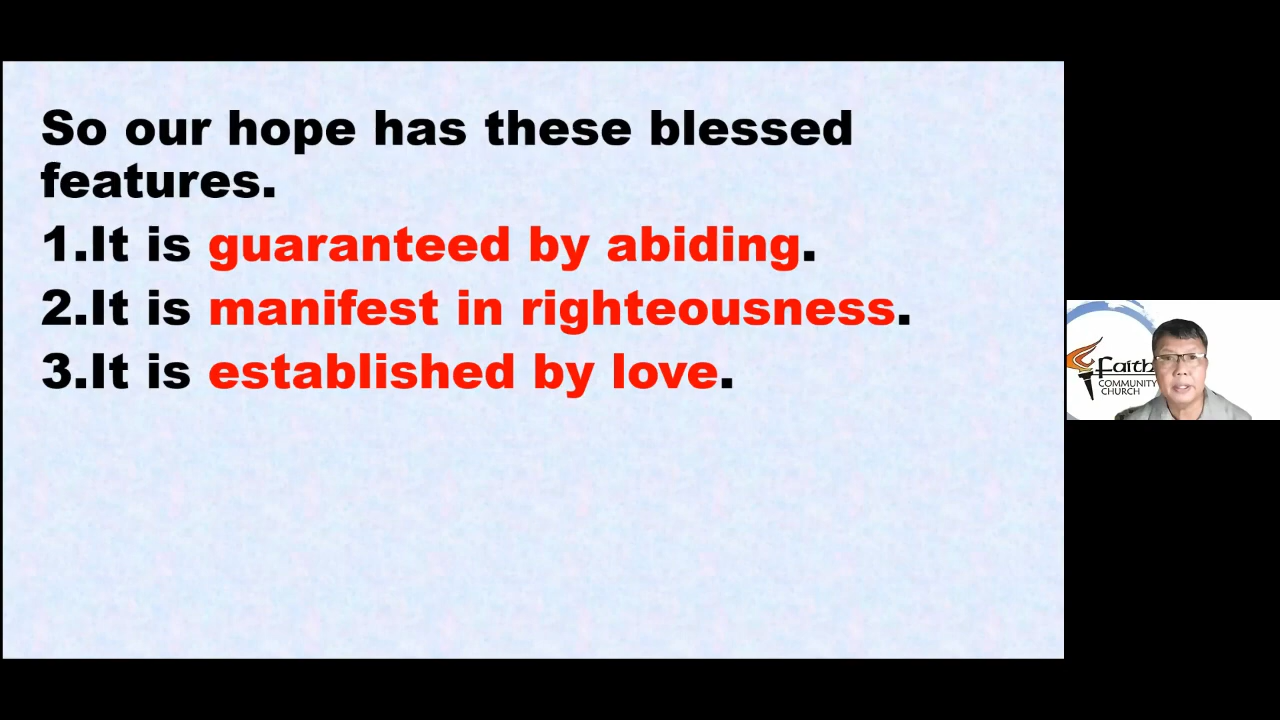 So our hope has these blessed
features.
1.It is guaranteed by abiding.
2.It is manifest in righteousness.
3.It is established by love.
Faith
COMMUNITY
CHURCH